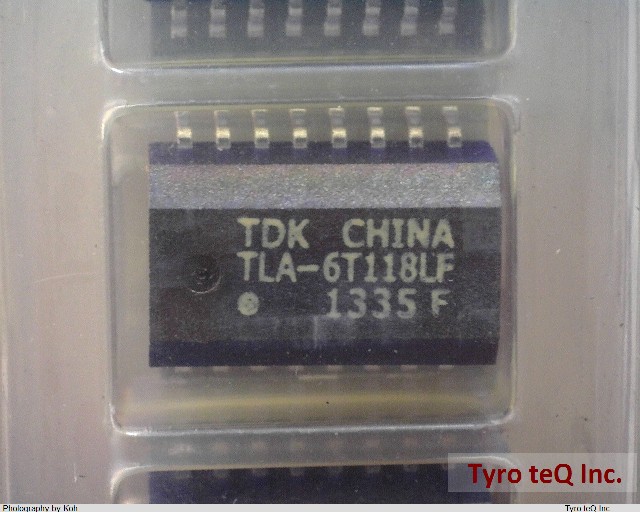 TDK CHINA
TLA-6T118LF
1335 F
Tyro teQ Inc.
Photography by Koh
Tyro teQ Inc.